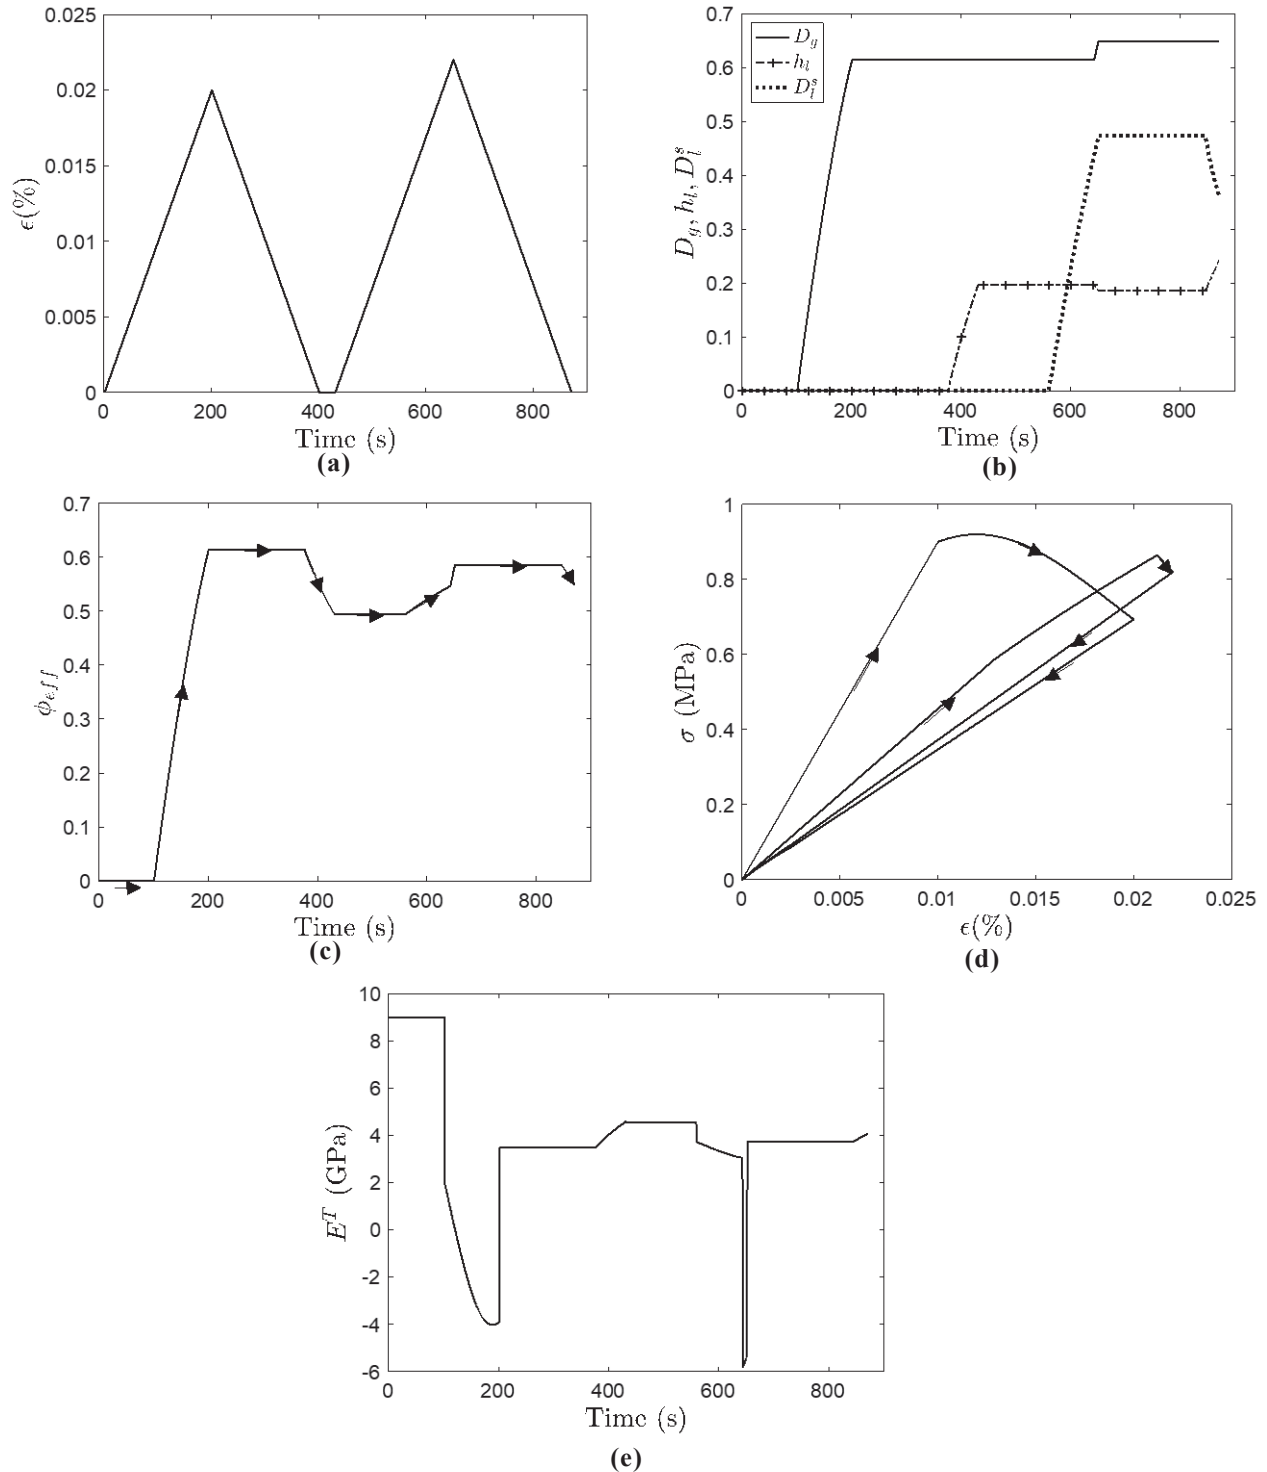 0.025
0.02
0.015
0.01
0.005
0
ϵ(%)
0 200 400 600 800
Time (s)
(a)
0.7
0.6
0.5
0.4
0.3
0.2
0.1
0
D_g, h_l, D_l^s
D_g
h_l
D_l^s
0 200 400 600 800
Time (s)
(b)
0.7
0.6
0.5
0.4
0.3
0.2
0.1
0
ϕ_eff
0 200 400 600 800
Time (s)
(c)
1
0.8
0.6
0.4
0.2
0
σ (MPa)
0 0.005 0.01 0.015 0.02 0.025
ϵ(%)
(d)
10
8
6
4
2
0
-2
-4
-6
E^T (GPa)
0 200 400 600 800
Time (s)
(e)